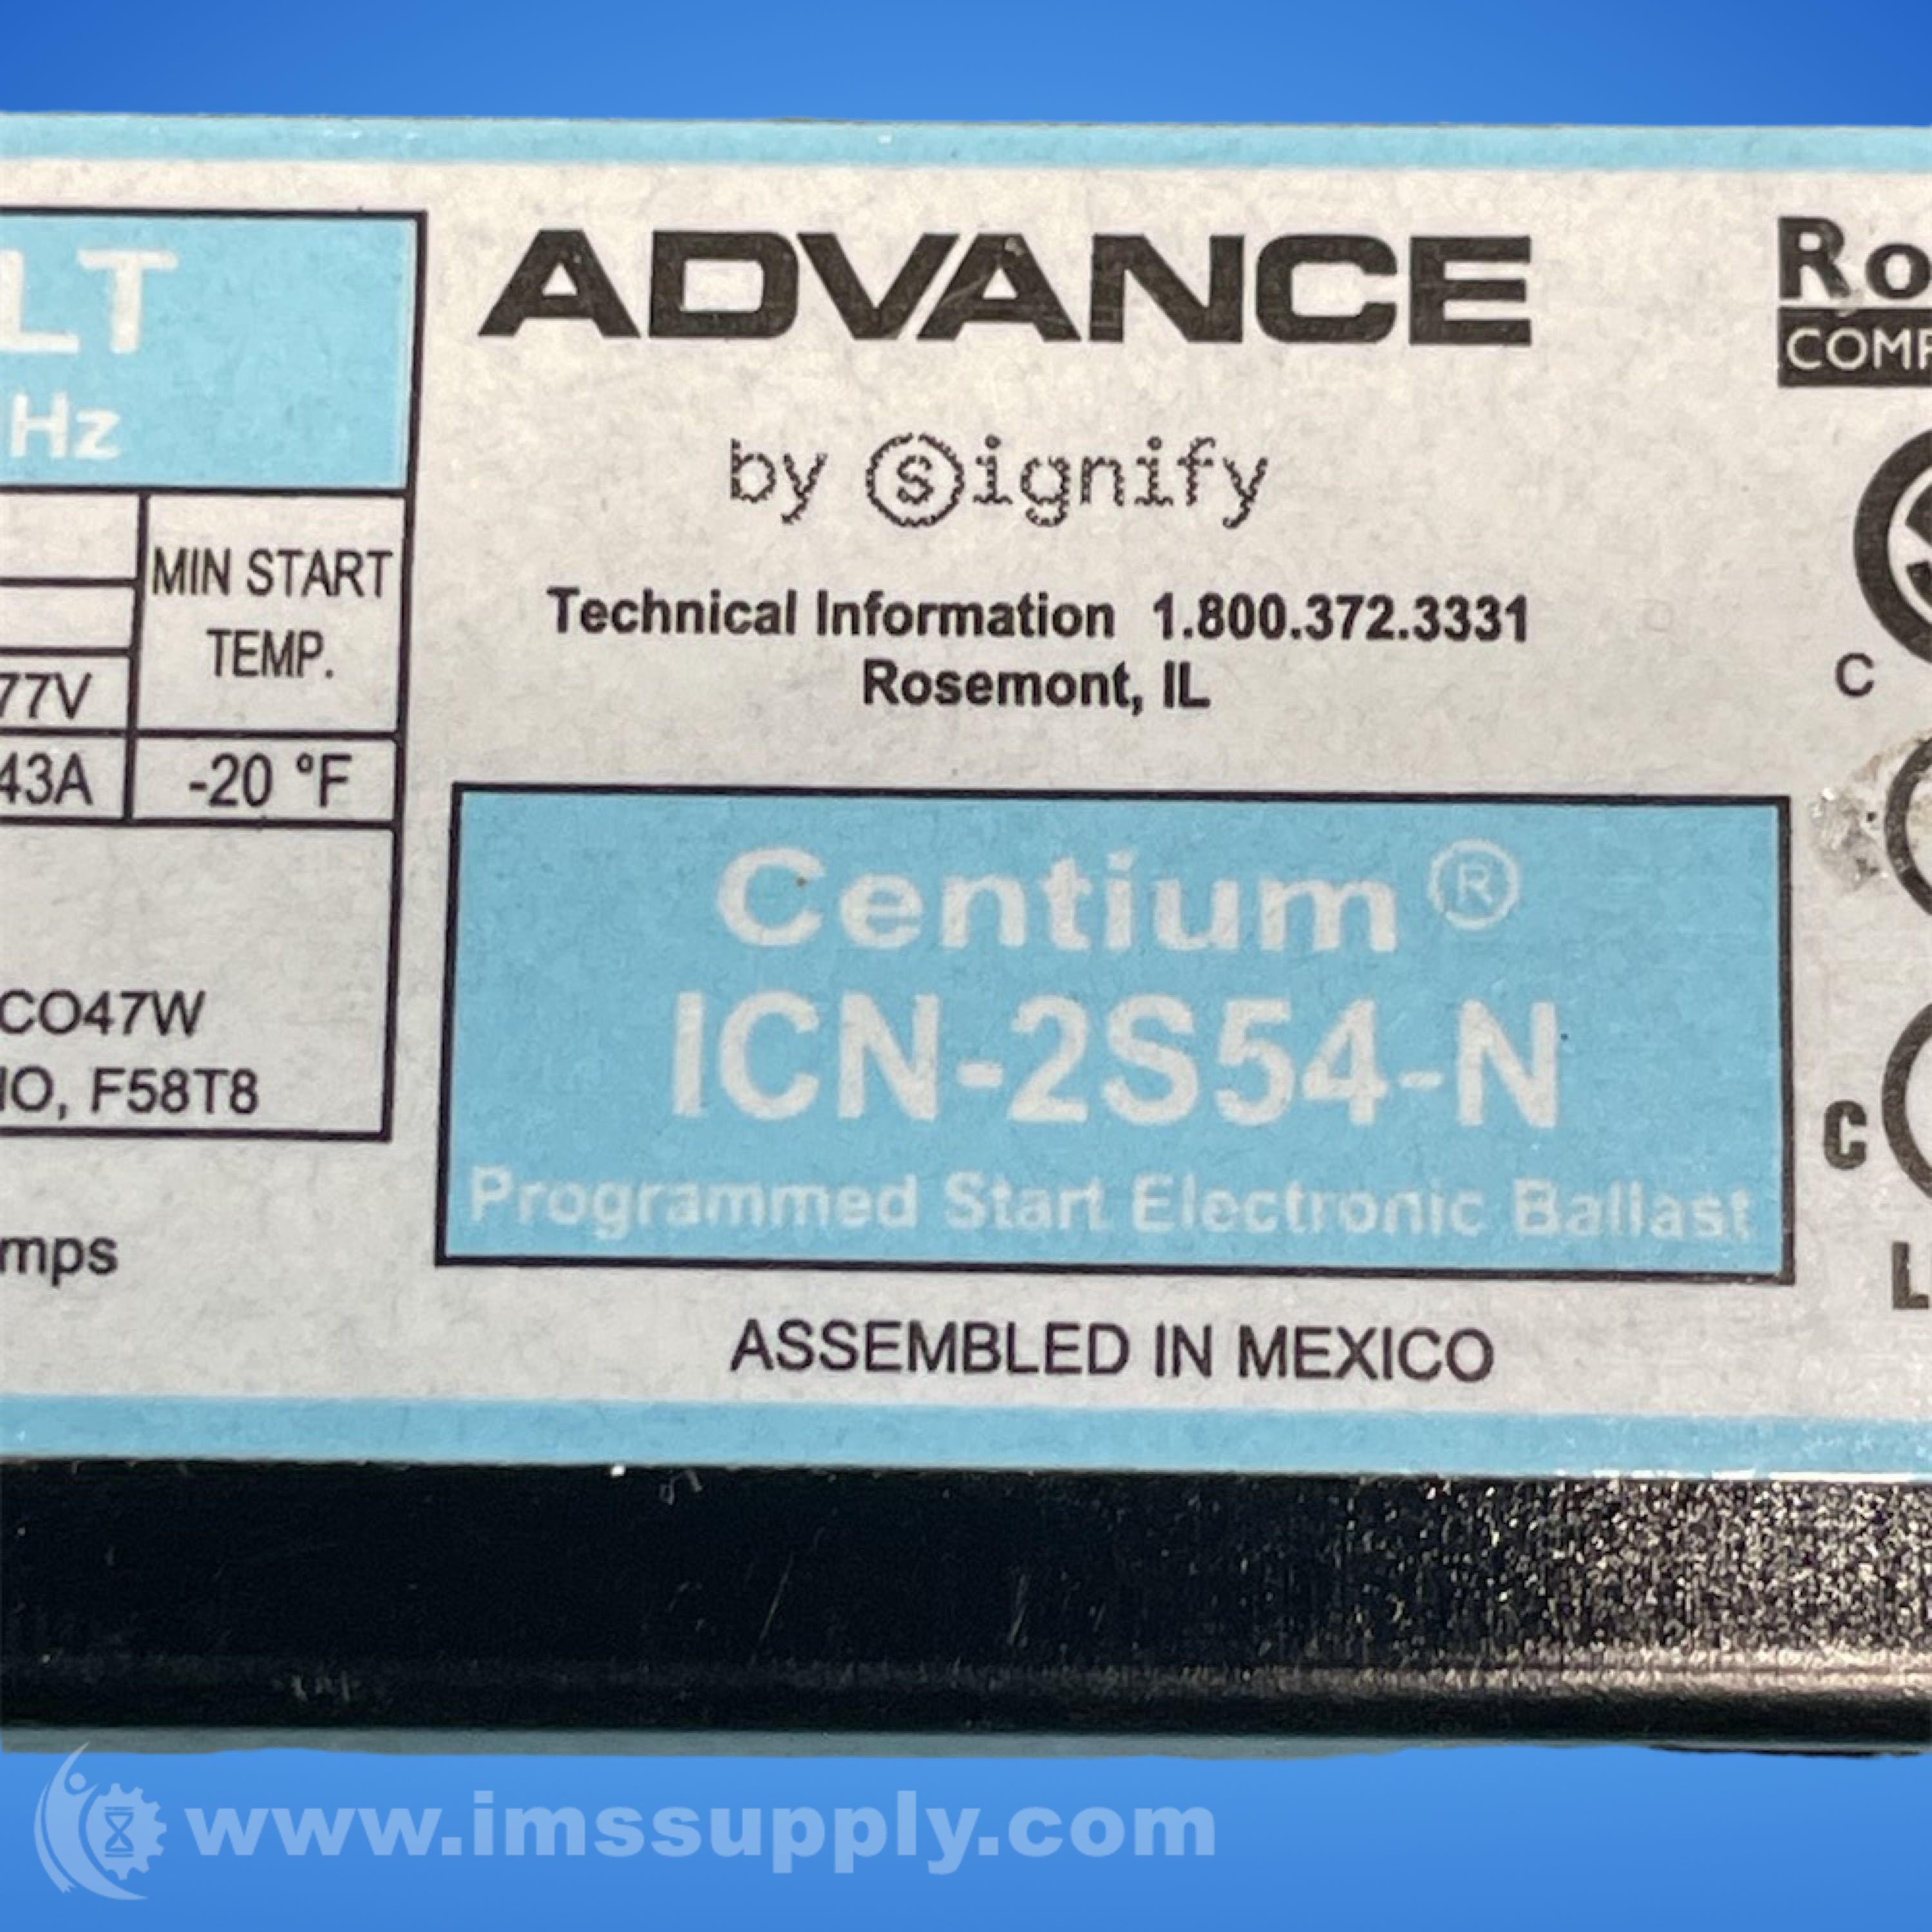 LT
Hz
MIN START
TEMP.
77V
43A
-20 °F
CO47W
F58T8
mps
ADVANCE
by signify
Technical Information 1.800.372.3331
Rosemont, IL
Centium®
ICN-2S54-N
Programmed Start Electronic Ballast
ASSEMBLED IN MEXICO
Ro
COMP
C
C
L
www.imssupply.com